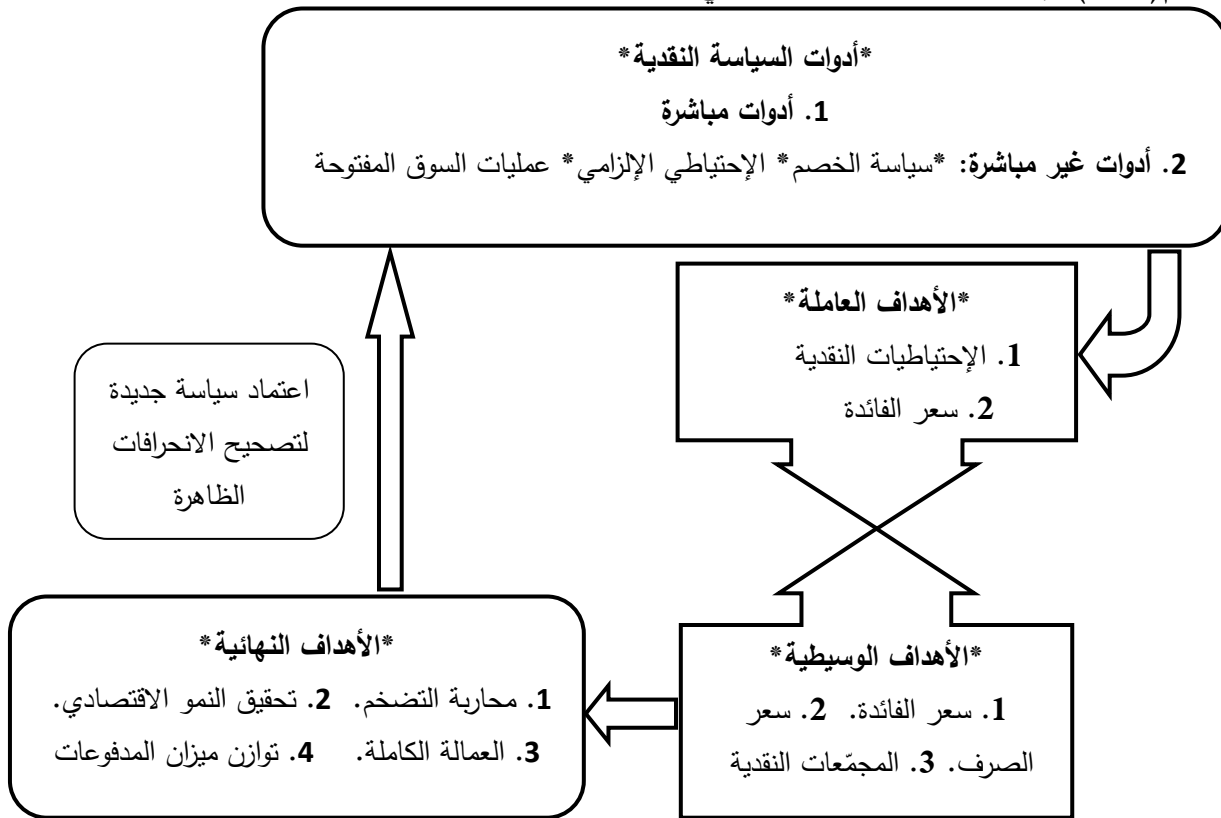 *أدوات السياسة النقدية*
1. أدوات مباشرة
2. أدوات غير مباشرة: *سياسة الخصم* الإحتياطي الإلزامي* عمليات السوق المفتوحة
*الأهداف العاملة*
1. الإحتياطيات النقدية
2. سعر الفائدة
اعتماد سياسة جديدة
لتصحيح الانحرافات
الظاهرة
*الأهداف الوسيطية*
1. سعر الفائدة. 2. سعر
الصرف. 3. المجمّعات النقدية
*الأهداف النهائية*
1. محاربة التضخم. 2. تحقيق النمو الاقتصادي.
3. العمالة الكاملة. 4. توازن ميزان المدفوعات